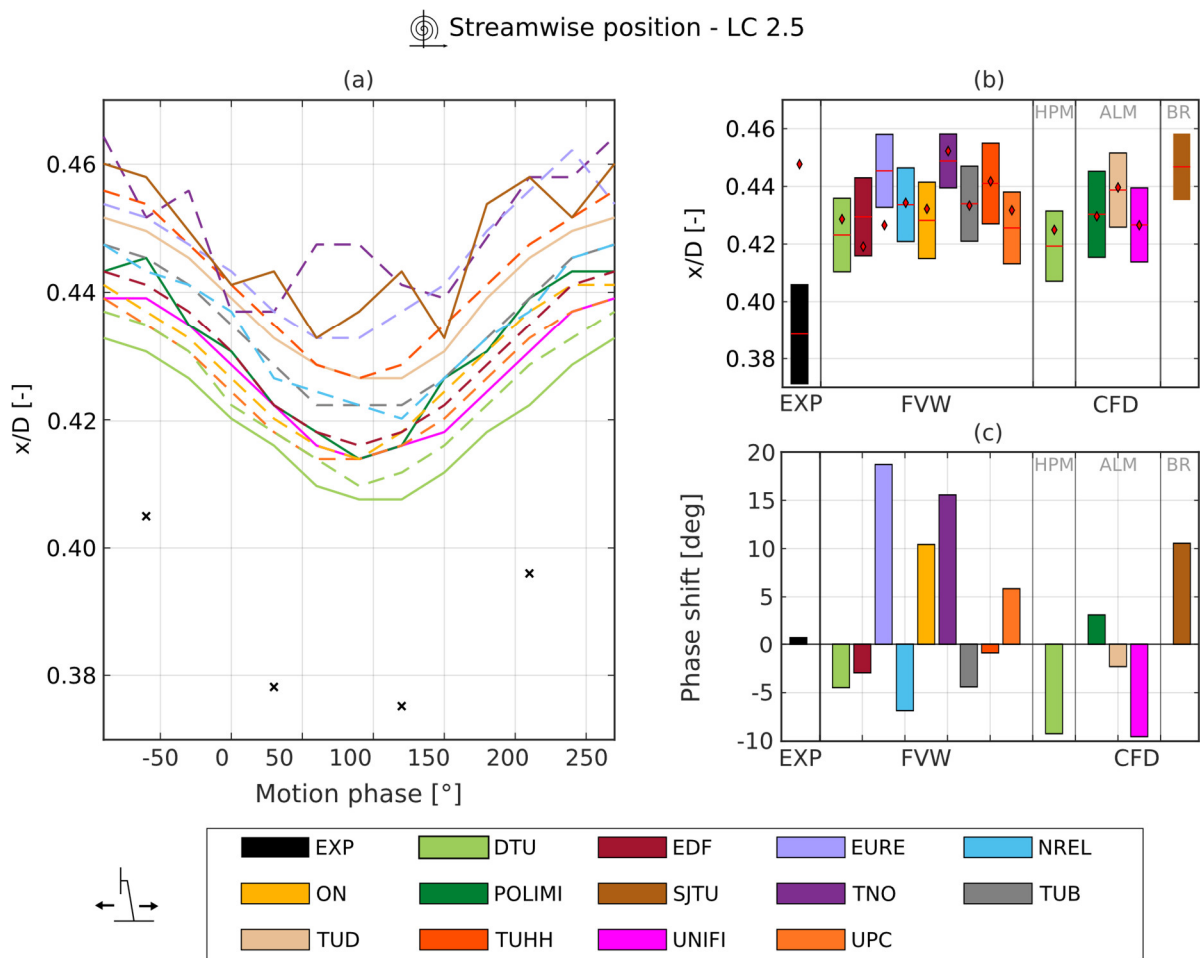 Streamwise position - LC 2.5
(a)
x/D [-]
0.46
0.44
0.42
0.40
0.38
-50 0 50 100 150 200 250
Motion phase [°]
(b)
x/D [-]
0.46
0.44
0.42
0.40
0.38
HPM ALM BR
EXP FVW CFD
(c)
Phase shift [deg]
20
15
10
5
0
-5
-10
HPM ALM BR
EXP FVW CFD
EXP DTU EDF EURE NREL
ON POLIMI SJTU TNO TUB
TUD TUHH UNIFI UPC